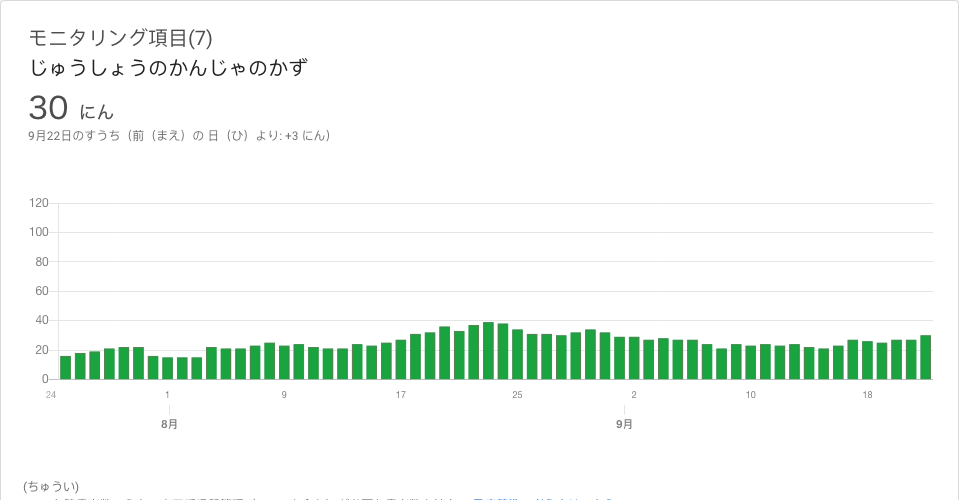 モニタリング項目(7)
じゅうしょうのかんじゃのかず
30 にん
9月22日のすうち（前（まえ）の 日（ひ）より: +3 にん）
120
100
80
60
40
20
0
24 1 9 17 25 2 10 18
8月 9月
(ちゅうい)